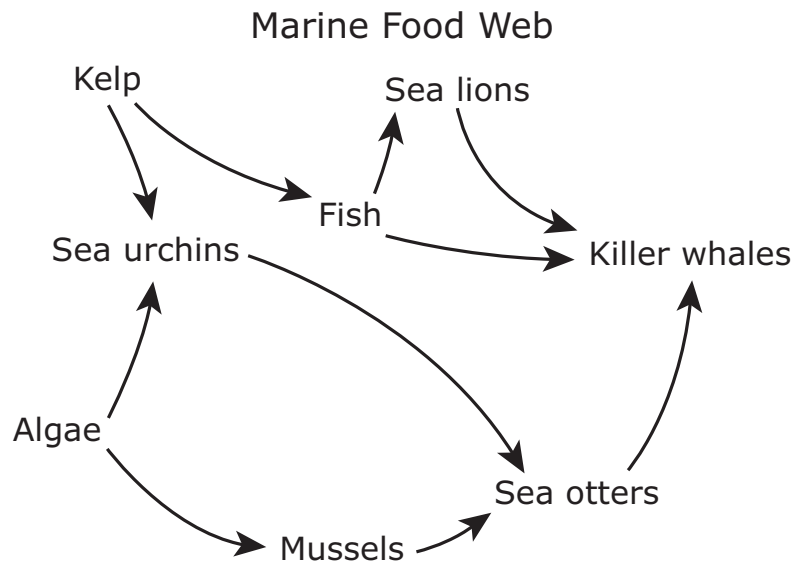 Marine Food Web
Kelp
Sea lions
Fish
Sea urchins
Killer whales
Algae
Sea otters
Mussels